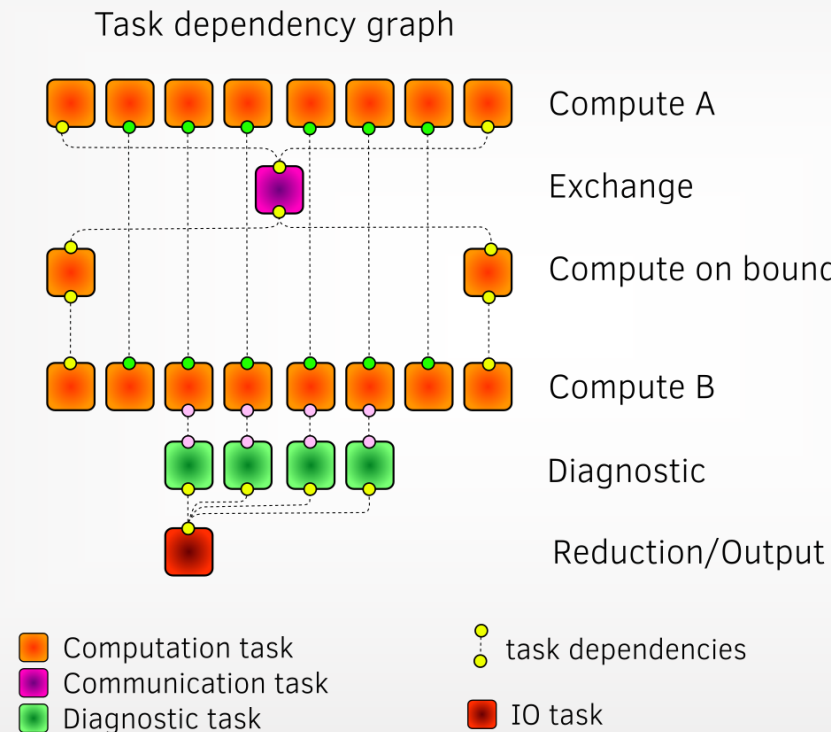 Task dependency graph
Compute A
Exchange
Compute on bound
Compute B
Diagnostic
Reduction/Output
Computation task
Communication task
Diagnostic task
task dependencies
IO task